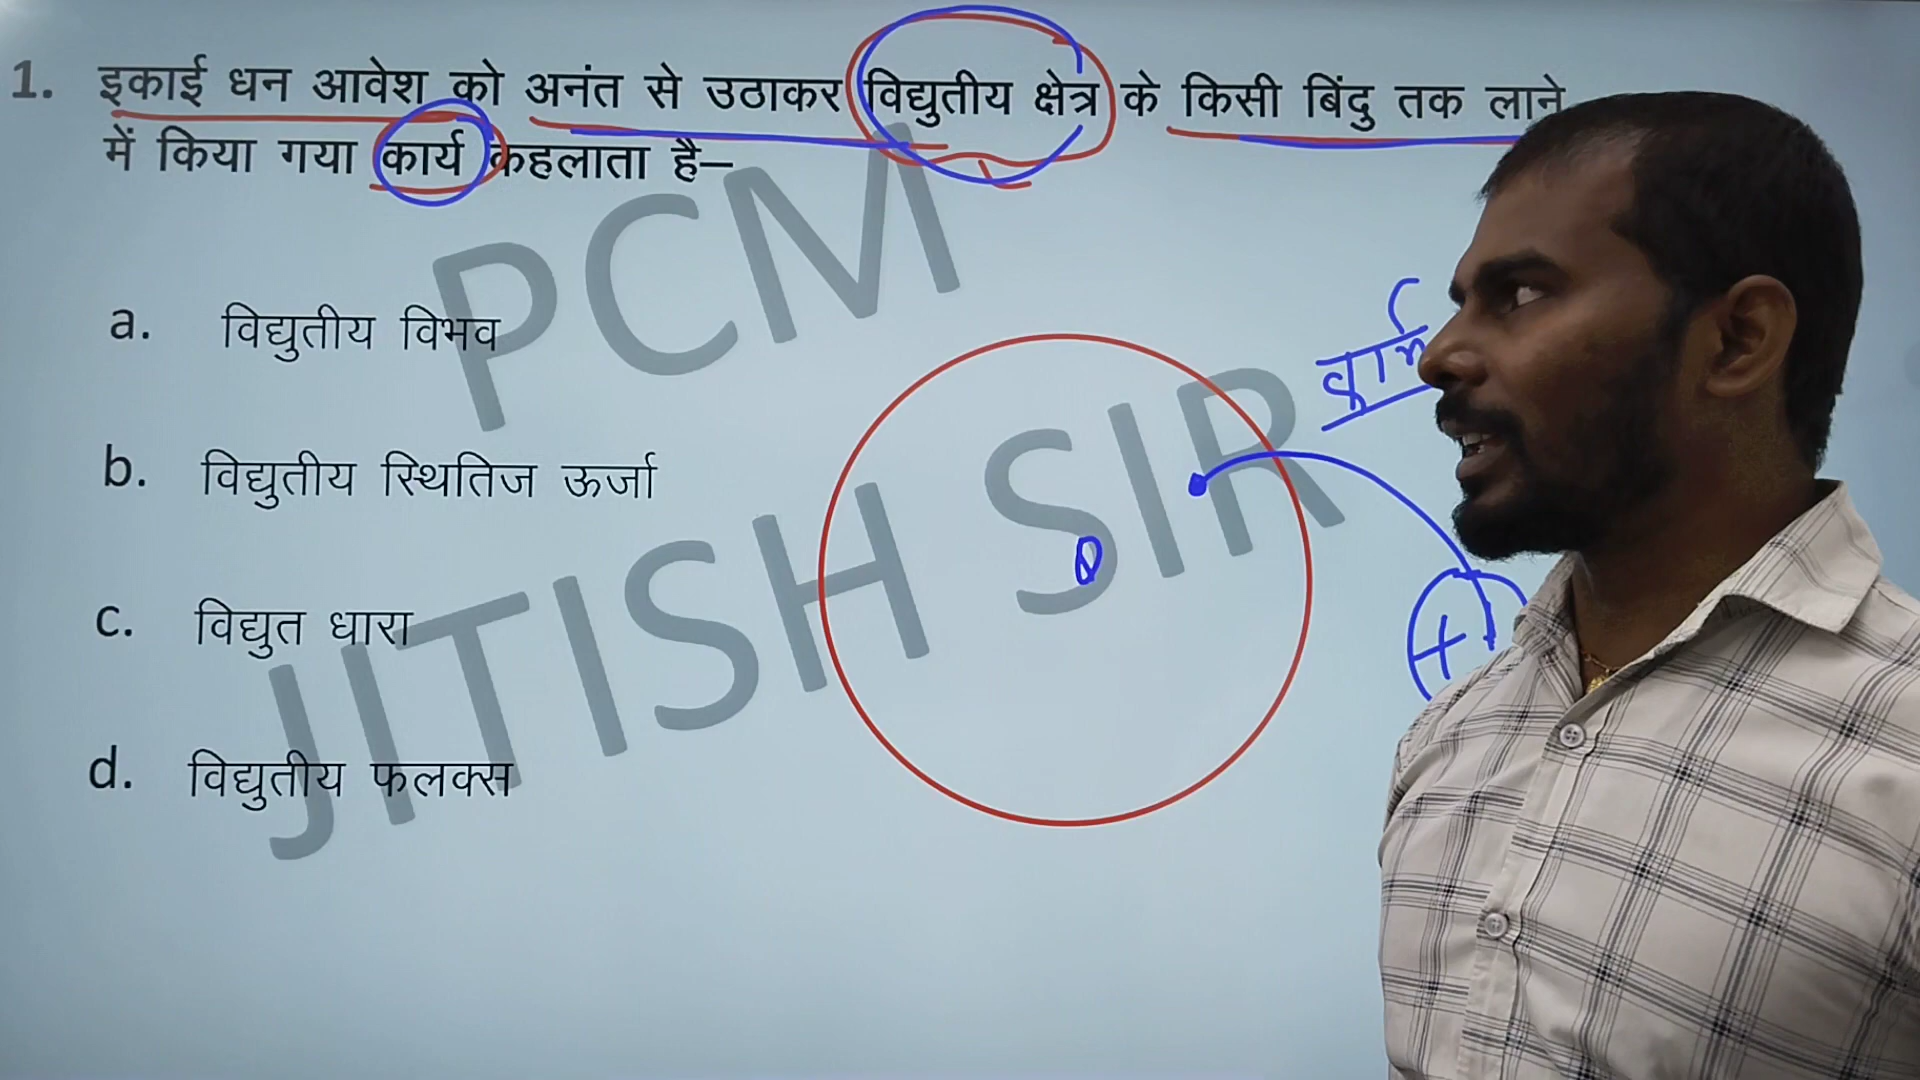 1. इकाई धन आवेश को अनंत से उठाकर विद्युतीय क्षेत्र के किसी बिंदु तक लाने
में किया गया कार्य कहलाता है–
a. विद्युतीय विभव
b. विद्युतीय स्थितिज ऊर्जा
c. विद्युत धारा
d. विद्युतीय फलक्स
PCM
JITISH SIR
+